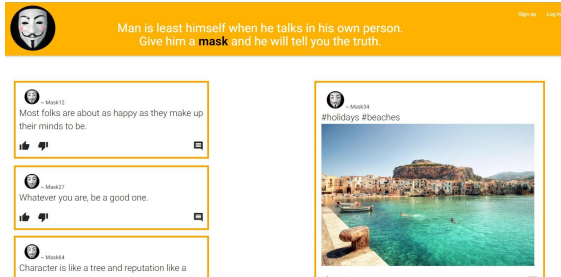 Man is least himself when he talks in his own person.
Give him a mask and he will tell you the truth.
Sign up Log in
~ Mask12
Most folks are about as happy as they make up
their minds to be.
~ Mask27
Whatever you are, be a good one.
~ Mask64
Character is like a tree and reputation like a
~ Mask34
#holidays #beaches